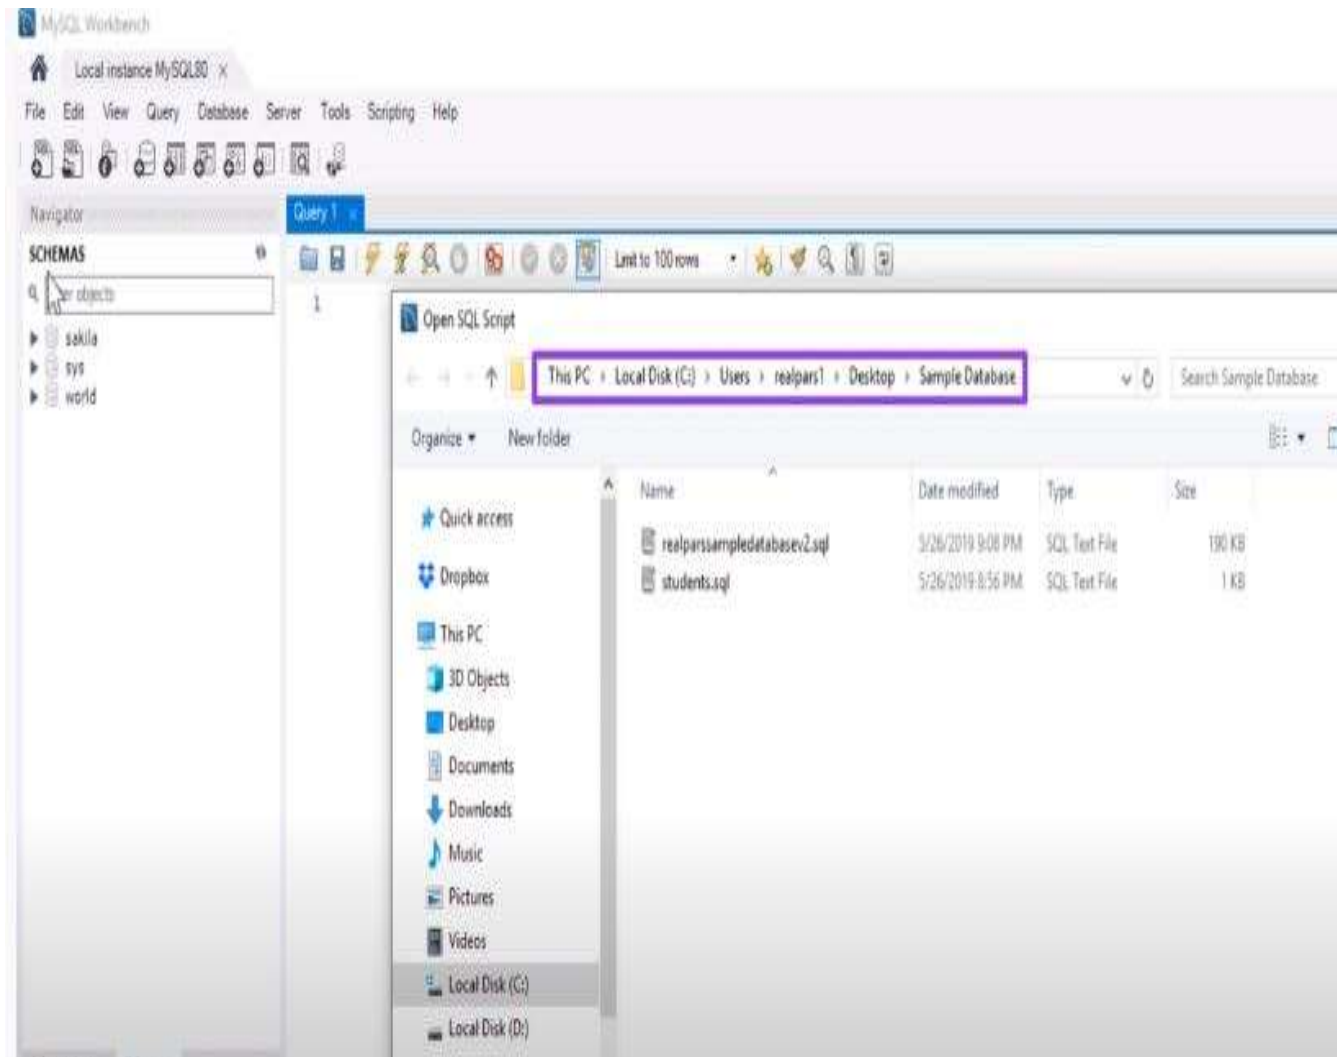 MySQL Workbench
Local instance MySQL80 ×
File Edit View Query Database Server Tools Scripting Help
Navigator
Query 1 ×
SCHEMAS
er objects
sakila
sys
world
Limit to 100 rows
1
Open SQL Script
This PC › Local Disk (C:) › Users › realpars1 › Desktop › Sample Database
Search Sample Database
Organize New folder
Name Date modified Type Size
realparssampledatabasev2.sql 5/26/2019 9:08 PM SQL Text File 190 KB
students.sql 5/26/2019 8:56 PM SQL Text File 1 KB
Quick access
Dropbox
This PC
3D Objects
Desktop
Documents
Downloads
Music
Pictures
Videos
Local Disk (C:)
Local Disk (D:)